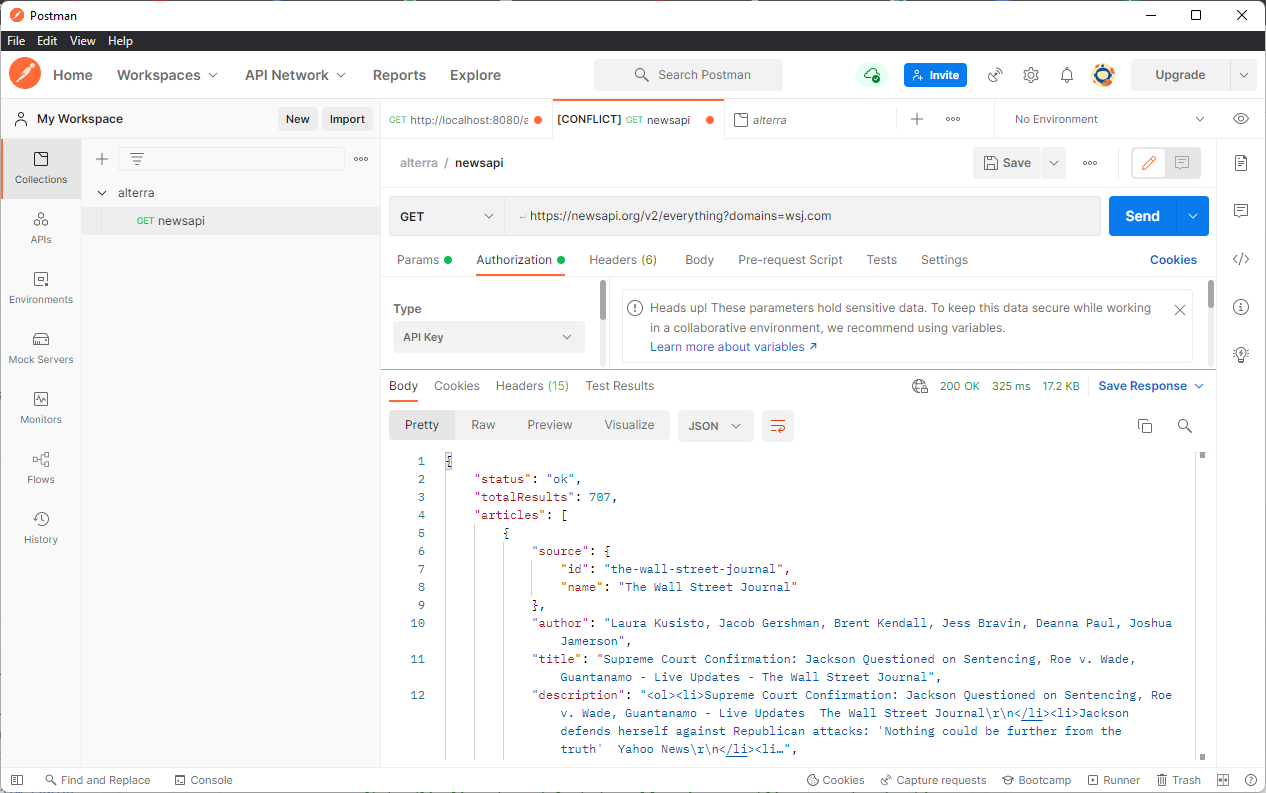 Postman
File Edit View Help
Home Workspaces API Network Reports Explore Search Postman Invite Upgrade
My Workspace New Import
GET http://localhost:8080/a [CONFLICT] GET newsapi alterra No Environment
Collections
APIs
Environments
Mock Servers
Monitors
Flows
History
alterra
GET newsapi
alterra / newsapi Save
GET https://newsapi.org/v2/everything?domains=wsj.com Send
Params Authorization Headers (6) Body Pre-request Script Tests Settings Cookies
Type
API Key
Heads up! These parameters hold sensitive data. To keep this data secure while working
in a collaborative environment, we recommend using variables.
Learn more about variables ↗
Body Cookies Headers (15) Test Results 200 OK 325 ms 17.2 KB Save Response
Pretty Raw Preview Visualize JSON
1 {
2 "status": "ok",
3 "totalResults": 707,
4 "articles": [
5 {
6 "source": {
7 "id": "the-wall-street-journal",
8 "name": "The Wall Street Journal"
9 },
10 "author": "Laura Kusisto, Jacob Gershman, Brent Kendall, Jess Bravin, Deanna Paul, Joshua
Jamerson",
11 "title": "Supreme Court Confirmation: Jackson Questioned on Sentencing, Roe v. Wade,
Guantanamo - Live Updates - The Wall Street Journal",
12 "description": "<ol><li>Supreme Court Confirmation: Jackson Questioned on Sentencing, Roe
v. Wade, Guantanamo - Live Updates  The Wall Street Journal\r\n</li><li>Jackson
defends herself against Republican attacks: 'Nothing could be further from the
truth'  Yahoo News\r\n</li><li…",
Find and Replace Console Cookies Capture requests Bootcamp Runner Trash